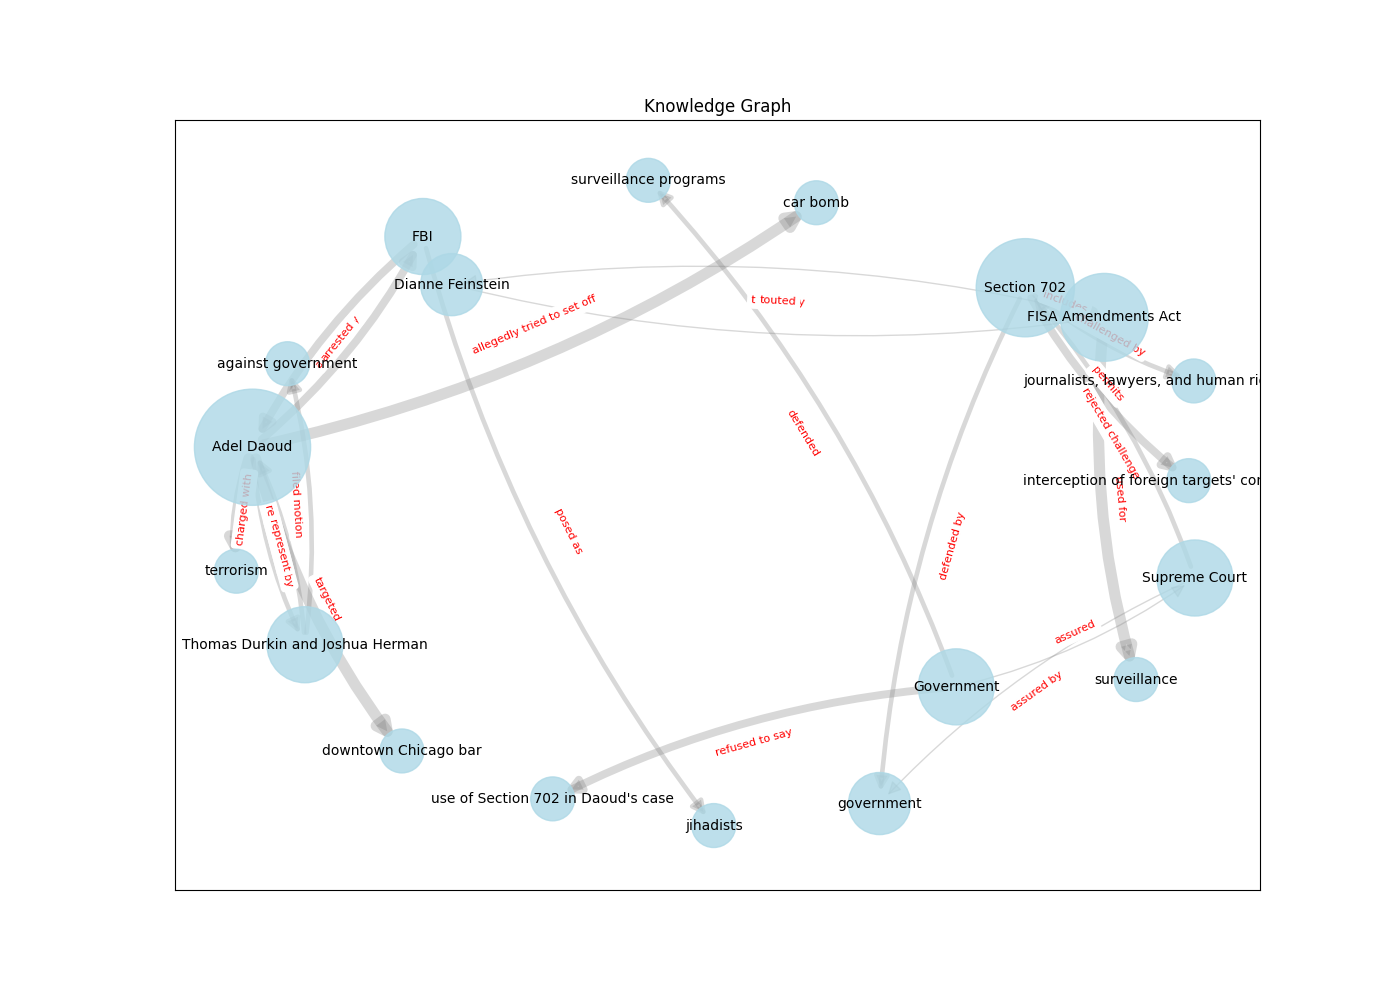 Knowledge Graph
surveillance programs
car bomb
FBI
Dianne Feinstein
Section 702
FISA Amendments Act
includes
challenged by
t touted y
allegedly tried to set off
arrested
against government
journalists, lawyers, and human ri
permits
rejected challenge
defended
Adel Daoud
interception of foreign targets' cor
used for
charged with
filed motion
re represent by
posed as
defended by
terrorism
targeted
Supreme Court
assured
Thomas Durkin and Joshua Herman
surveillance
Government
assured by
refused to say
downtown Chicago bar
use of Section 702 in Daoud's case
government
jihadists